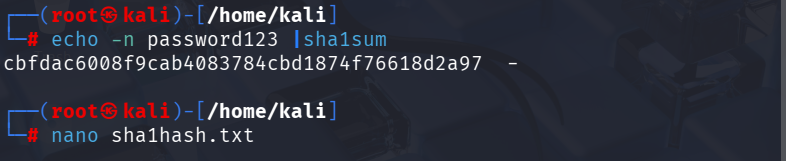 ┌──(root㉿kali)-[/home/kali]
└─# echo -n password123 |sha1sum
cbfdac6008f9cab4083784cbd1874f76618d2a97  -
┌──(root㉿kali)-[/home/kali]
└─# nano sha1hash.txt